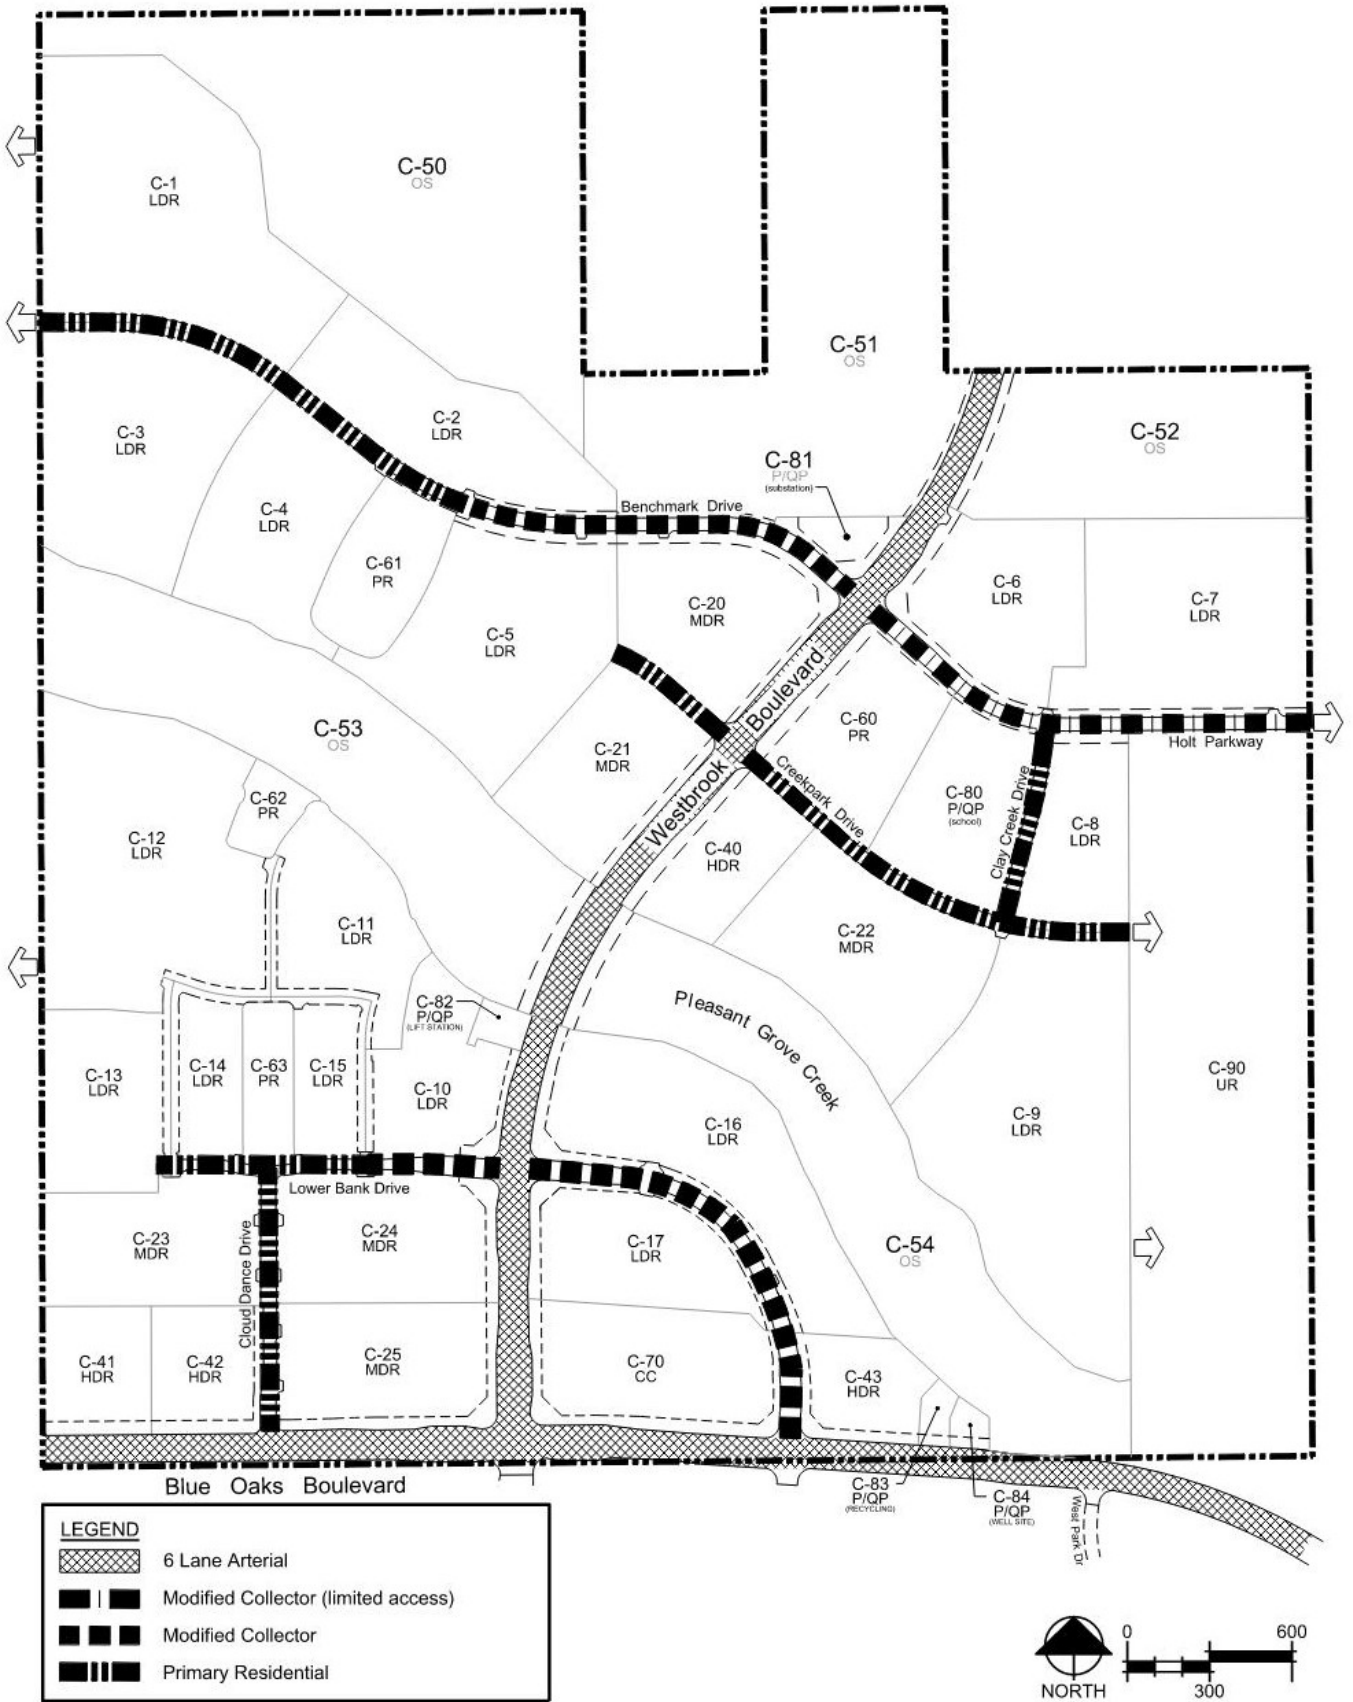 C-50
OS
C-1
LDR
C-51
OS
C-2
LDR
C-3
LDR
C-52
OS
C-81
P/QP
(substation)
C-4
LDR
Benchmark Drive
C-61
PR
C-20
MDR
C-6
LDR
C-7
LDR
C-5
LDR
Westbrook Boulevard
C-53
OS
C-21
MDR
C-60
PR
Holt Parkway
C-62
PR
Creekpark Drive
C-80
P/QP
(school)
Clay Creek Drive
C-8
LDR
C-12
LDR
C-40
HDR
C-11
LDR
C-22
MDR
C-82
P/QP
(LIFT STATION)
Pleasant Grove Creek
C-13
LDR
C-14
LDR
C-63
PR
C-15
LDR
C-10
LDR
C-90
UR
C-16
LDR
C-9
LDR
Lower Bank Drive
C-23
MDR
Cloud Dance Drive
C-24
MDR
C-17
LDR
C-54
OS
C-41
HDR
C-42
HDR
C-25
MDR
C-70
CC
C-43
HDR
Blue Oaks Boulevard
C-83
P/QP
(RECYCLING)
C-84
P/QP
(WELL SITE)
West Park Dr
LEGEND
6 Lane Arterial
Modified Collector (limited access)
Modified Collector
Primary Residential
NORTH
0
600
300